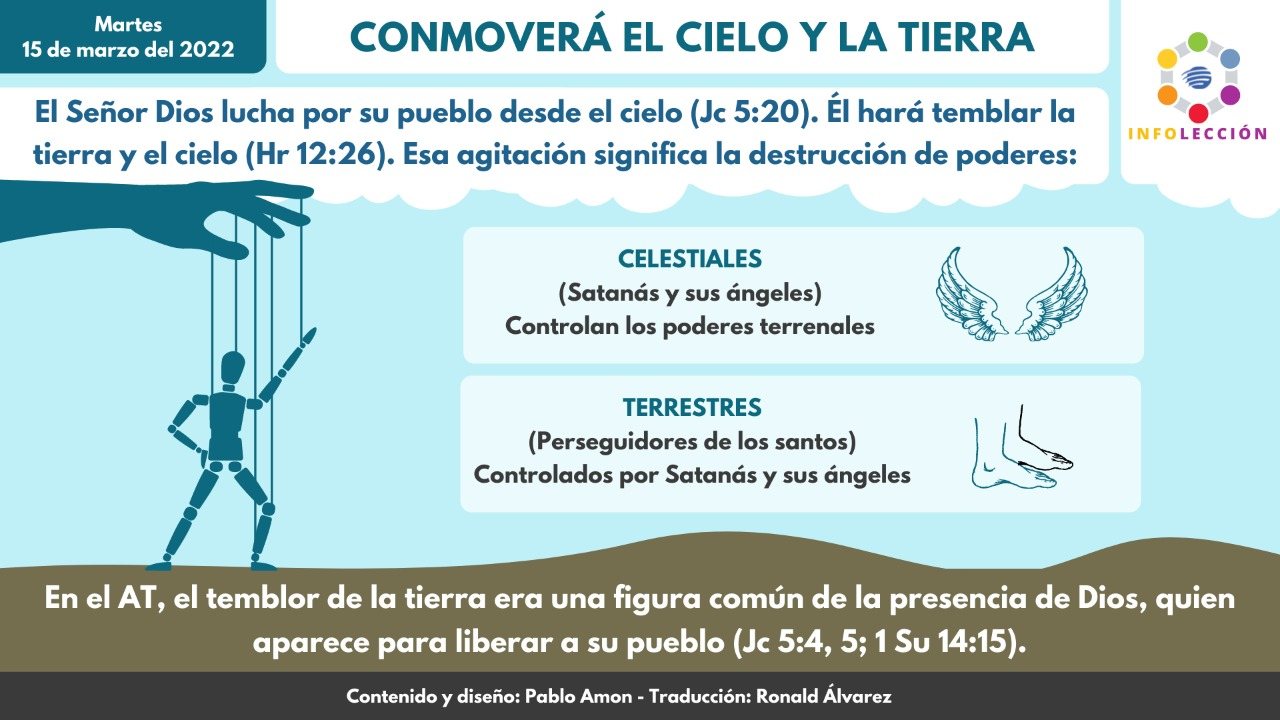 Martes
15 de marzo del 2022
CONMOVERÁ EL CIELO Y LA TIERRA
INFOLECCIÓN
El Señor Dios lucha por su pueblo desde el cielo (Jc 5:20). Él hará temblar la
tierra y el cielo (Hr 12:26). Esa agitación significa la destrucción de poderes:
CELESTIALES
(Satanás y sus ángeles)
Controlan los poderes terrenales
TERRESTRES
(Perseguidores de los santos)
Controlados por Satanás y sus ángeles
En el AT, el temblor de la tierra era una figura común de la presencia de Dios, quien
aparece para liberar a su pueblo (Jc 5:4, 5; 1 Su 14:15).
Contenido y diseño: Pablo Amon - Traducción: Ronald Álvarez